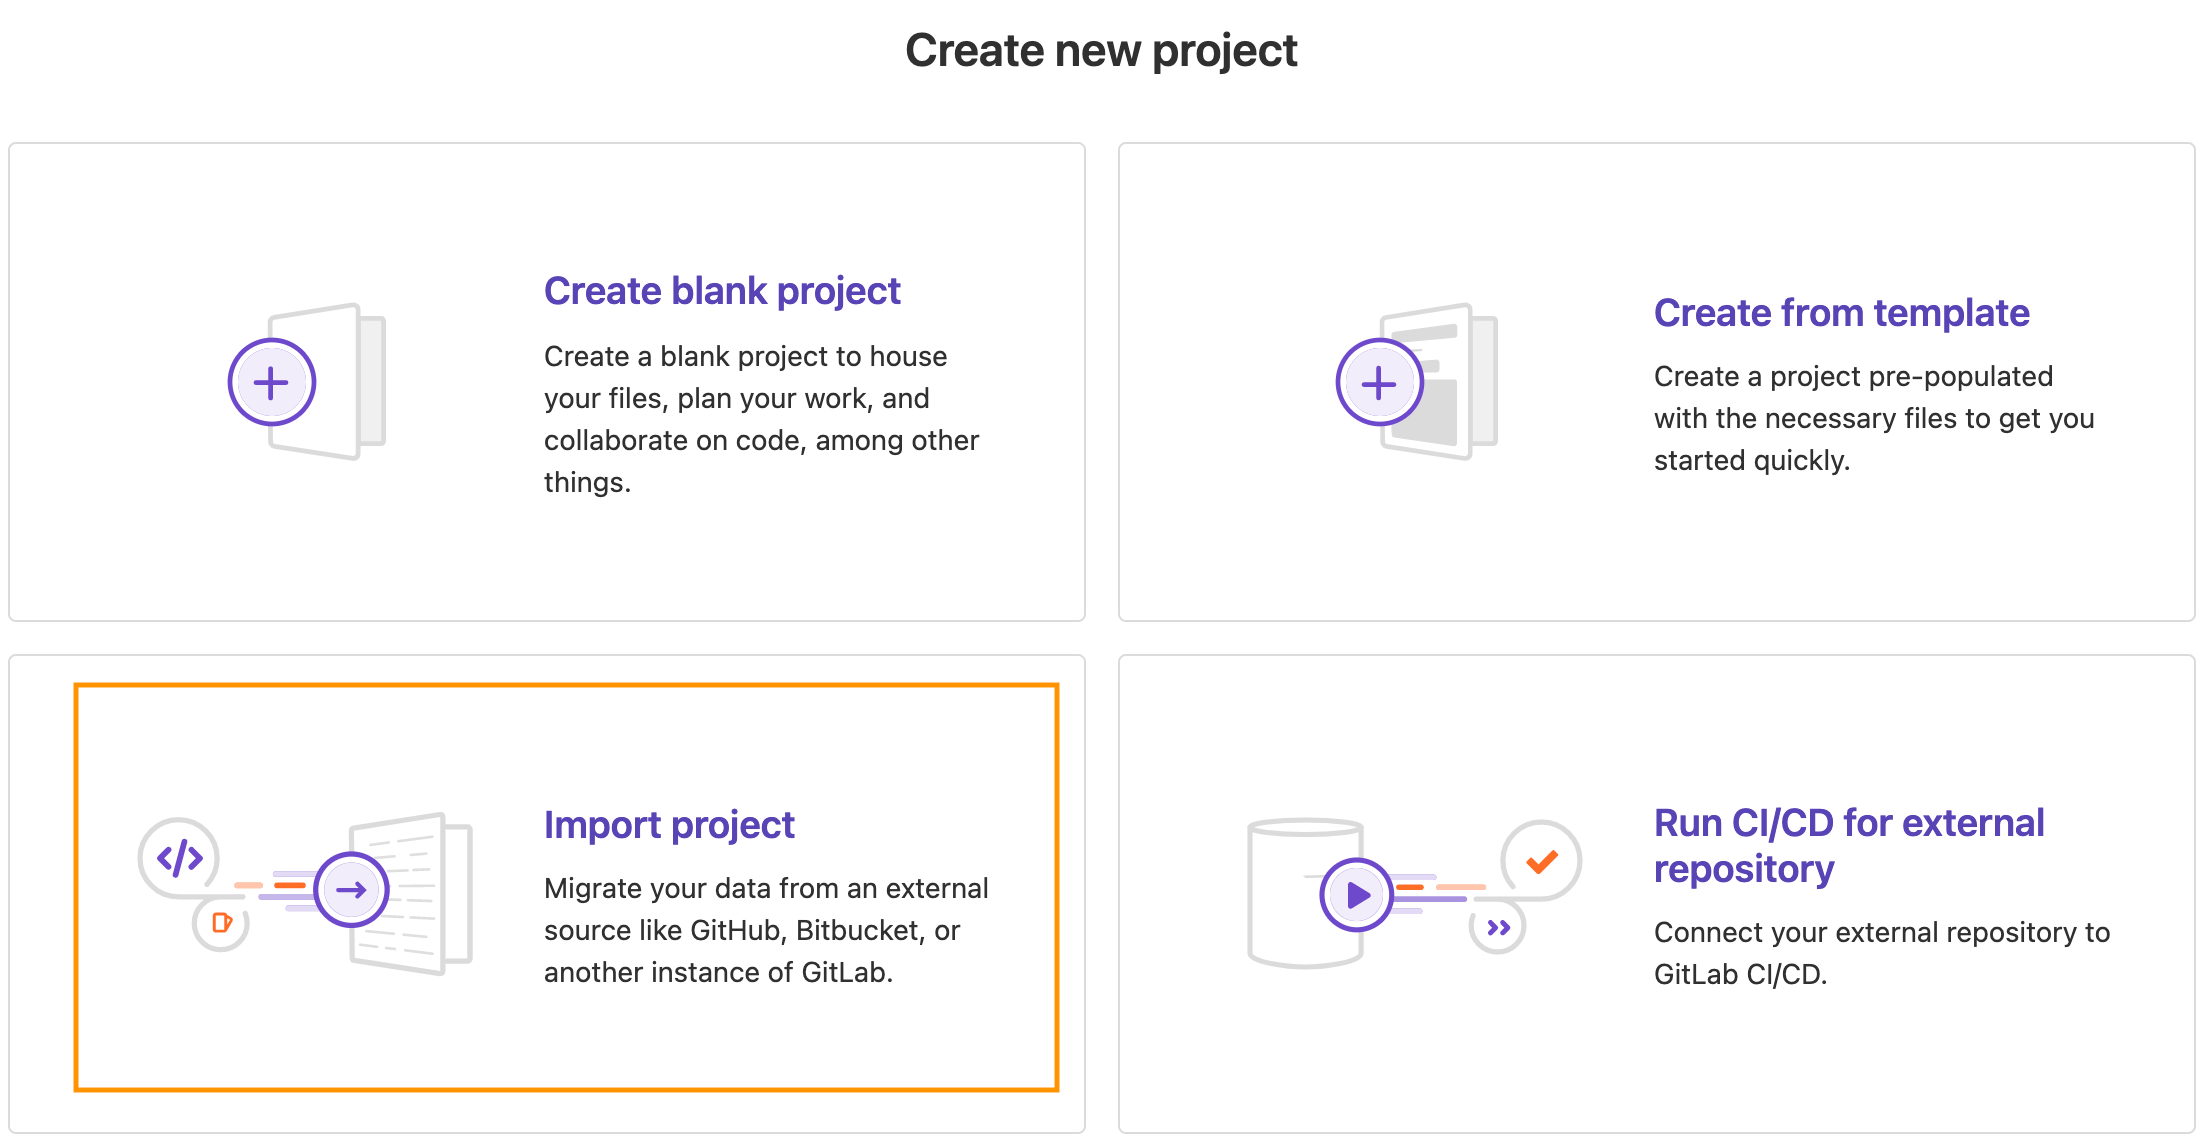 Create new project
Create blank project
Create a blank project to house
your files, plan your work, and
collaborate on code, among other
things.
Create from template
Create a project pre-populated
with the necessary files to get you
started quickly.
Import project
Migrate your data from an external
source like GitHub, Bitbucket, or
another instance of GitLab.
Run CI/CD for external
repository
Connect your external repository to
GitLab CI/CD.